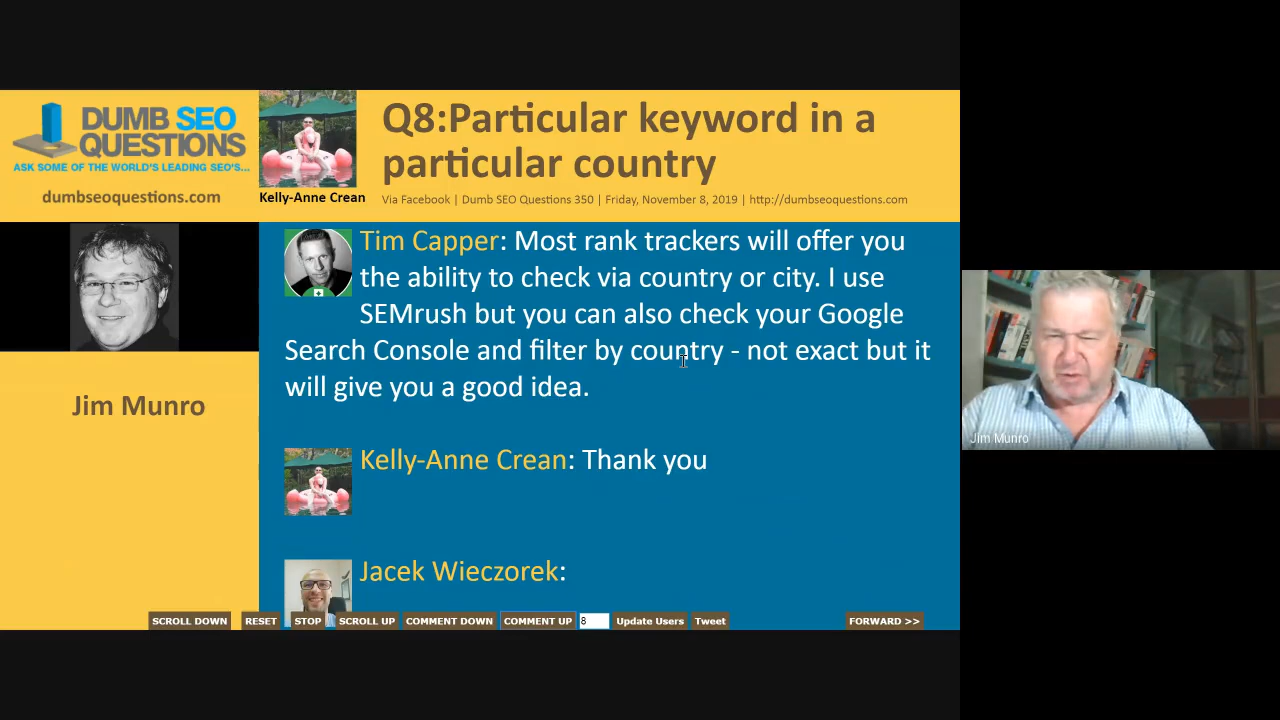 DUMB SEO
QUESTIONS
ASK SOME OF THE WORLD'S LEADING SEO'S...
dumbseoquestions.com
Kelly-Anne Crean
Q8:Particular keyword in a
particular country
Via Facebook | Dumb SEO Questions 350 | Friday, November 8, 2019 | http://dumbseoquestions.com
Jim Munro
Tim Capper: Most rank trackers will offer you
the ability to check via country or city. I use
SEMrush but you can also check your Google
Search Console and filter by country - not exact but it
will give you a good idea.
Kelly-Anne Crean: Thank you
Jacek Wieczorek:
SCROLL DOWN RESET STOP SCROLL UP COMMENT DOWN COMMENT UP 8 Update Users Tweet FORWARD >>
Jim Munro